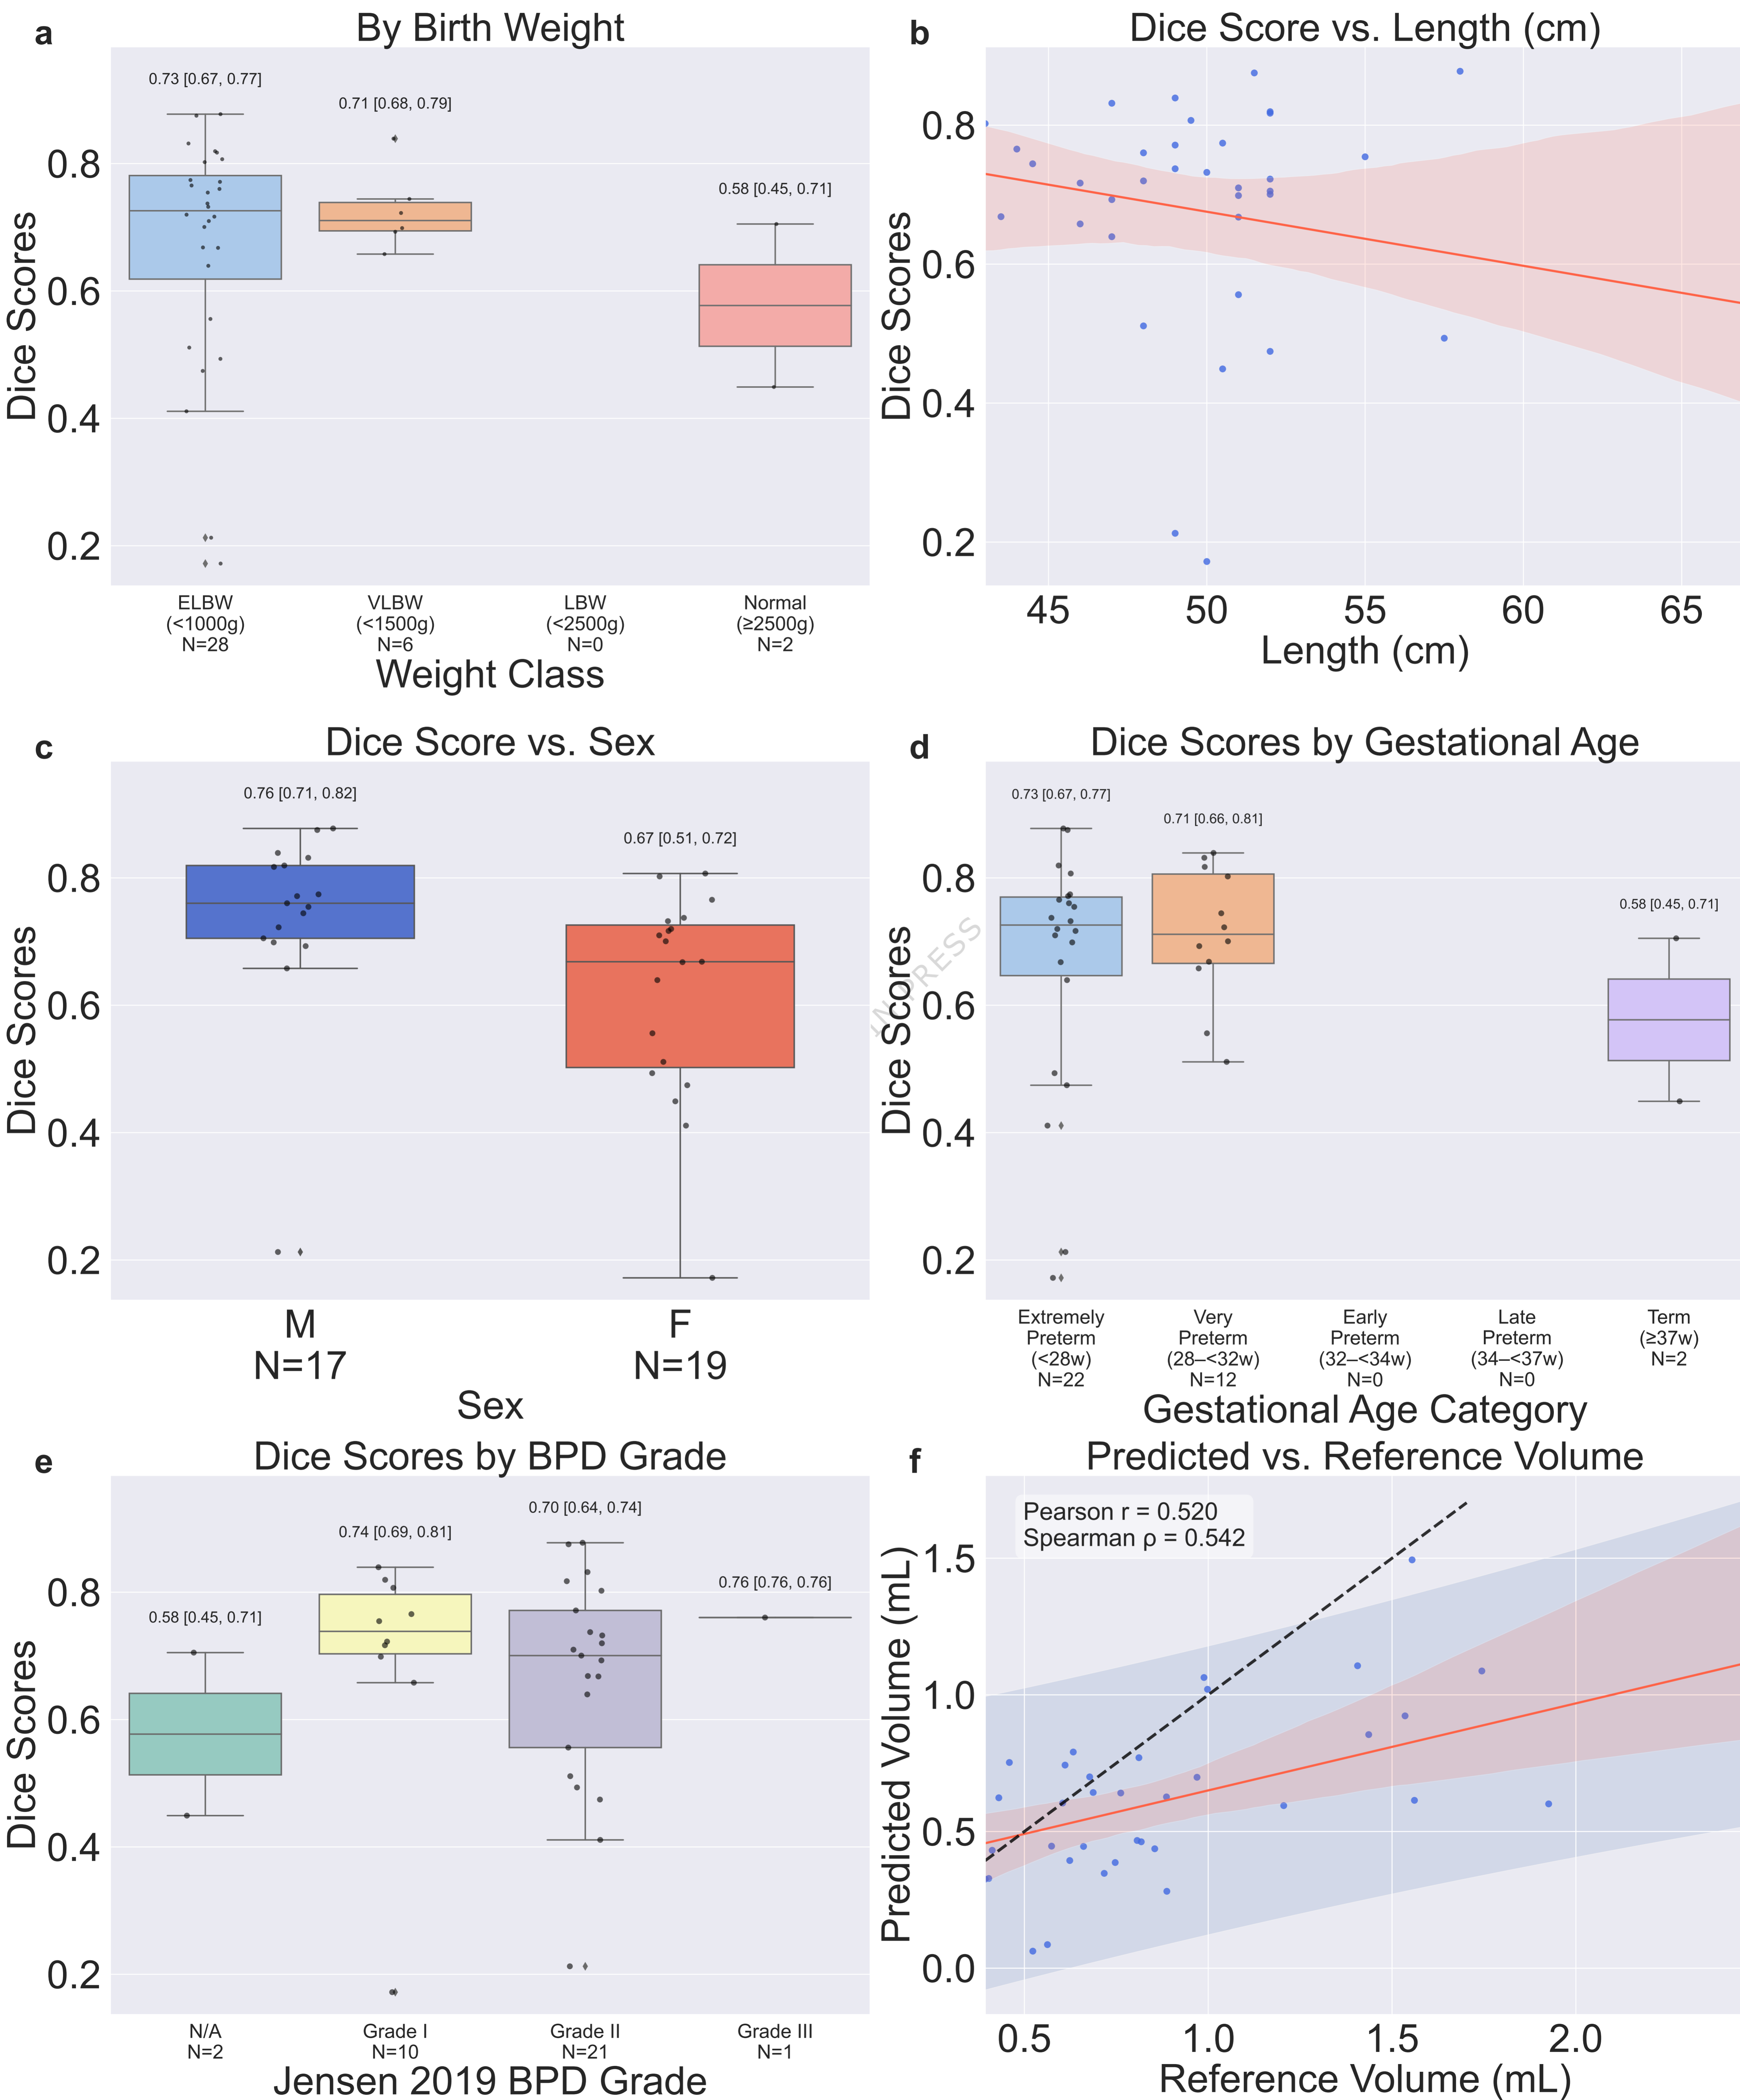 a
By Birth Weight
0.73 [0.67, 0.77]
0.71 [0.68, 0.79]
0.58 [0.45, 0.71]
Dice Scores
0.8
0.6
0.4
0.2
ELBW
(<1000g)
N=28
VLBW
(<1500g)
N=6
LBW
(<2500g)
N=0
Normal
(≥2500g)
N=2
Weight Class
b
Dice Score vs. Length (cm)
Dice Scores
0.8
0.6
0.4
0.2
45
50
55
60
65
Length (cm)
c
Dice Score vs. Sex
0.76 [0.71, 0.82]
0.67 [0.51, 0.72]
Dice Scores
0.8
0.6
0.4
0.2
M
N=17
F
N=19
Sex
d
Dice Scores by Gestational Age
0.73 [0.67, 0.77]
0.71 [0.66, 0.81]
0.58 [0.45, 0.71]
Dice Scores
0.8
0.6
0.4
0.2
Extremely
Preterm
(<28w)
N=22
Very
Preterm
(28–<32w)
N=12
Early
Preterm
(32–<34w)
N=0
Late
Preterm
(34–<37w)
N=0
Term
(≥37w)
N=2
Gestational Age Category
IN PRESS
e
Dice Scores by BPD Grade
0.58 [0.45, 0.71]
0.74 [0.69, 0.81]
0.70 [0.64, 0.74]
0.76 [0.76, 0.76]
Dice Scores
0.8
0.6
0.4
0.2
N/A
N=2
Grade I
N=10
Grade II
N=21
Grade III
N=1
Jensen 2019 BPD Grade
f
Predicted vs. Reference Volume
Pearson r = 0.520
Spearman ρ = 0.542
Predicted Volume (mL)
1.5
1.0
0.5
0.0
0.5
1.0
1.5
2.0
Reference Volume (mL)